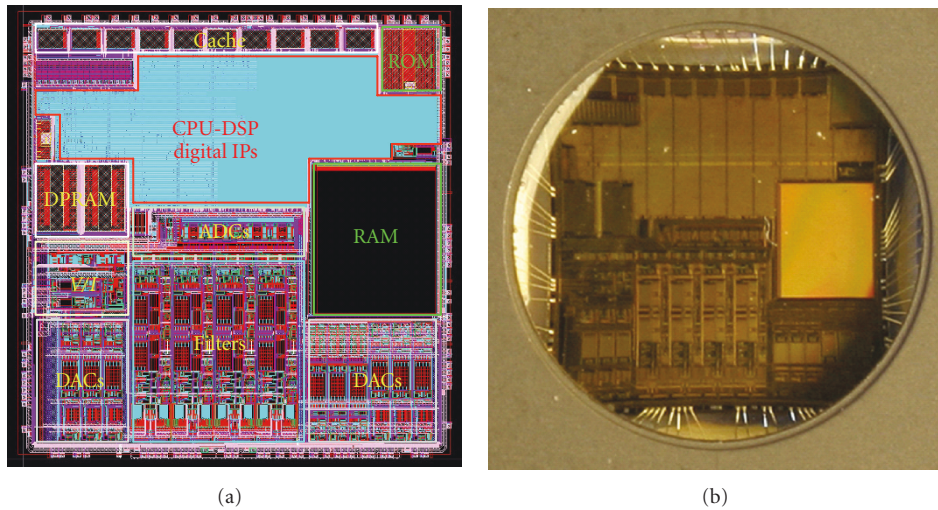 Cache
ROM
CPU-DSP
digital IPs
DPRAM
ADCs
RAM
V/I
Filters
DACs
DACs
(a)
(b)